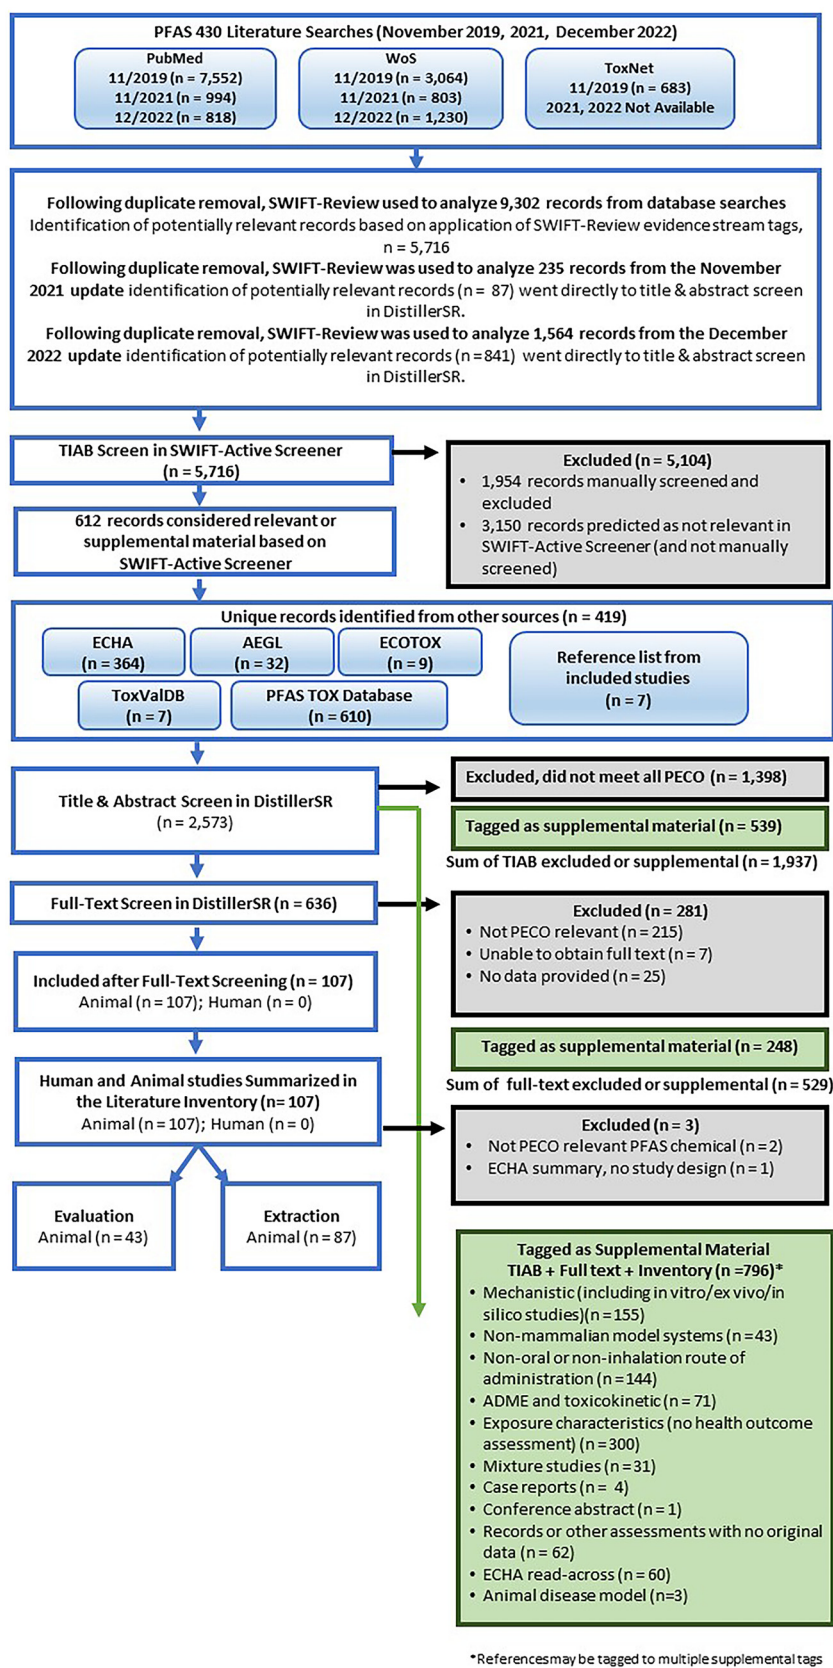 PFAS 430 Literature Searches (November 2019, 2021, December 2022)
PubMed
11/2019 (n = 7,552)
11/2021 (n = 994)
12/2022 (n = 818)
WoS
11/2019 (n = 3,064)
11/2021 (n = 803)
12/2022 (n = 1,230)
ToxNet
11/2019 (n = 683)
2021, 2022 Not Available
Following duplicate removal, SWIFT-Review used to analyze 9,302 records from database searches
Identification of potentially relevant records based on application of SWIFT-Review evidence stream tags,
n = 5,716
Following duplicate removal, SWIFT-Review was used to analyze 235 records from the November
2021 update identification of potentially relevant records (n = 87) went directly to title & abstract screen
in DistillerSR.
Following duplicate removal, SWIFT-Review was used to analyze 1,564 records from the December
2022 update identification of potentially relevant records (n =841) went directly to title & abstract screen
in DistillerSR.
TIAB Screen in SWIFT-Active Screener
(n = 5,716)
Excluded (n = 5,104)
• 1,954 records manually screened and
excluded
• 3,150 records predicted as not relevant in
SWIFT-Active Screener (and not manually
screened)
612 records considered relevant or
supplemental material based on
SWIFT-Active Screener
Unique records identified from other sources (n = 419)
ECHA
(n = 364)
AEGL
(n = 32)
ECOTOX
(n = 9)
ToxValDB
(n = 7)
PFAS TOX Database
(n = 610)
Reference list from
included studies
(n = 7)
Title & Abstract Screen in DistillerSR
(n = 2,573)
Excluded, did not meet all PECO (n = 1,398)
Tagged as supplemental material (n = 539)
Sum of TIAB excluded or supplemental (n = 1,937)
Full-Text Screen in DistillerSR (n = 636)
Excluded (n = 281)
• Not PECO relevant (n = 215)
• Unable to obtain full text (n = 7)
• No data provided (n = 25)
Included after Full-Text Screening (n = 107)
Animal (n = 107); Human (n = 0)
Tagged as supplemental material (n = 248)
Sum of full-text excluded or supplemental (n = 529)
Human and Animal studies Summarized in
the Literature Inventory (n= 107)
Animal (n = 107); Human (n = 0)
Excluded (n = 3)
• Not PECO relevant PFAS chemical (n = 2)
• ECHA summary, no study design (n = 1)
Evaluation
Animal (n = 43)
Extraction
Animal (n = 87)
Tagged as Supplemental Material
TIAB + Full text + Inventory (n =796)*
• Mechanistic (including in vitro/ex vivo/in
silico studies)(n = 155)
• Non-mammalian model systems (n = 43)
• Non-oral or non-inhalation route of
administration (n = 144)
• ADME and toxicokinetic (n = 71)
• Exposure characteristics (no health outcome
assessment) (n = 300)
• Mixture studies (n = 31)
• Case reports (n = 4)
• Conference abstract (n = 1)
• Records or other assessments with no original
data (n = 62)
• ECHA read-across (n = 60)
• Animal disease model (n=3)
*References may be tagged to multiple supplemental tags